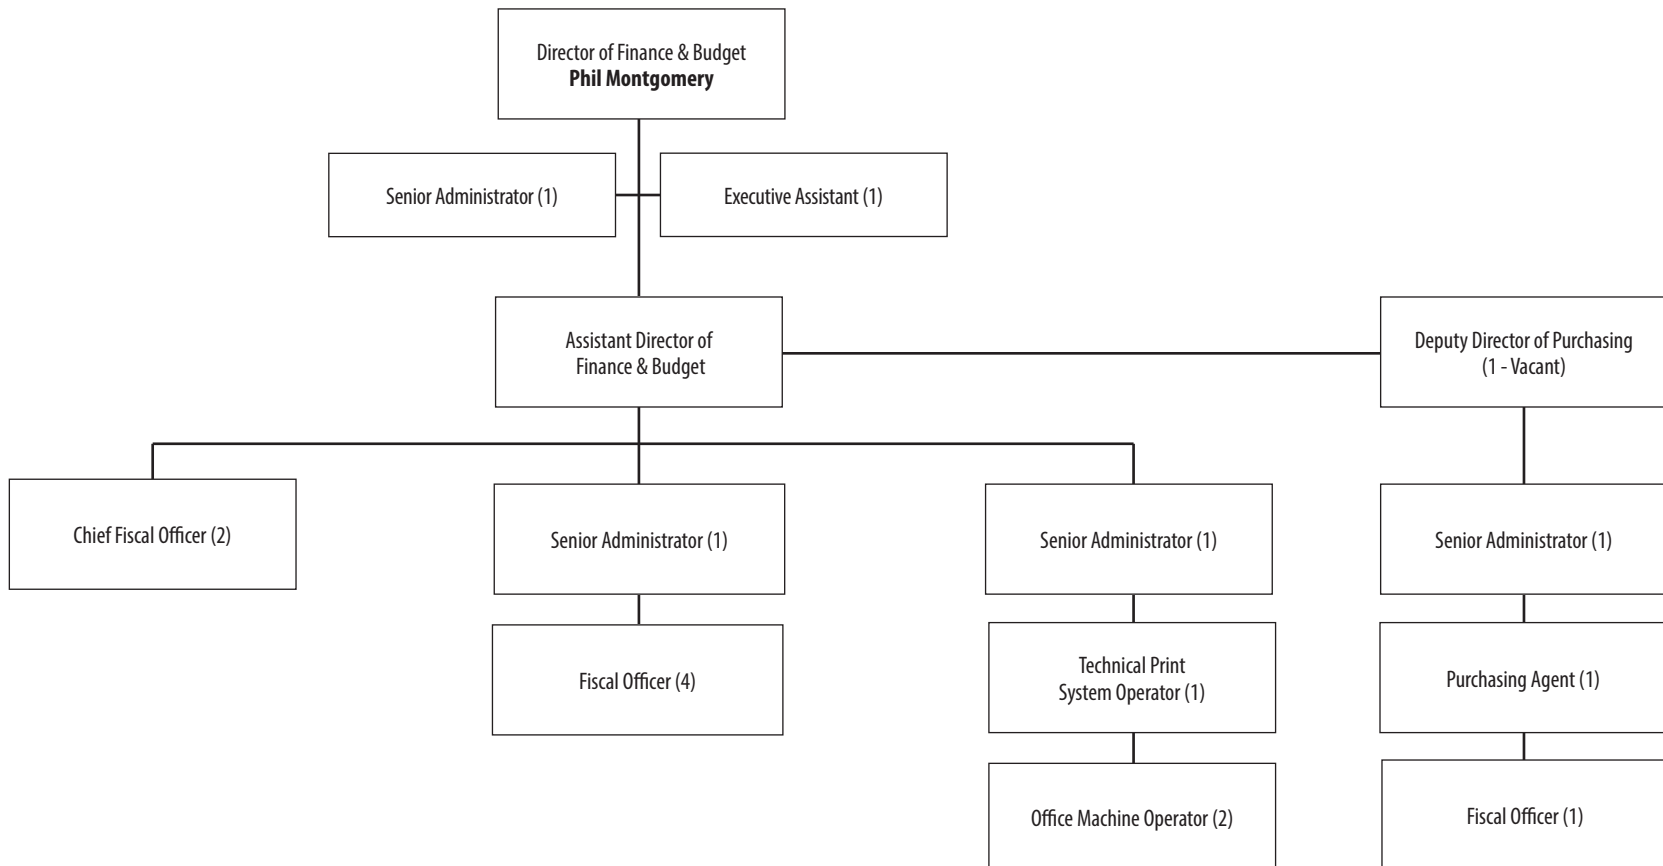 Director of Finance & Budget
Phil Montgomery
Senior Administrator (1)
Executive Assistant (1)
Assistant Director of
Finance & Budget
Deputy Director of Purchasing
(1 - Vacant)
Chief Fiscal Officer (2)
Senior Administrator (1)
Senior Administrator (1)
Senior Administrator (1)
Fiscal Officer (4)
Technical Print
System Operator (1)
Purchasing Agent (1)
Office Machine Operator (2)
Fiscal Officer (1)